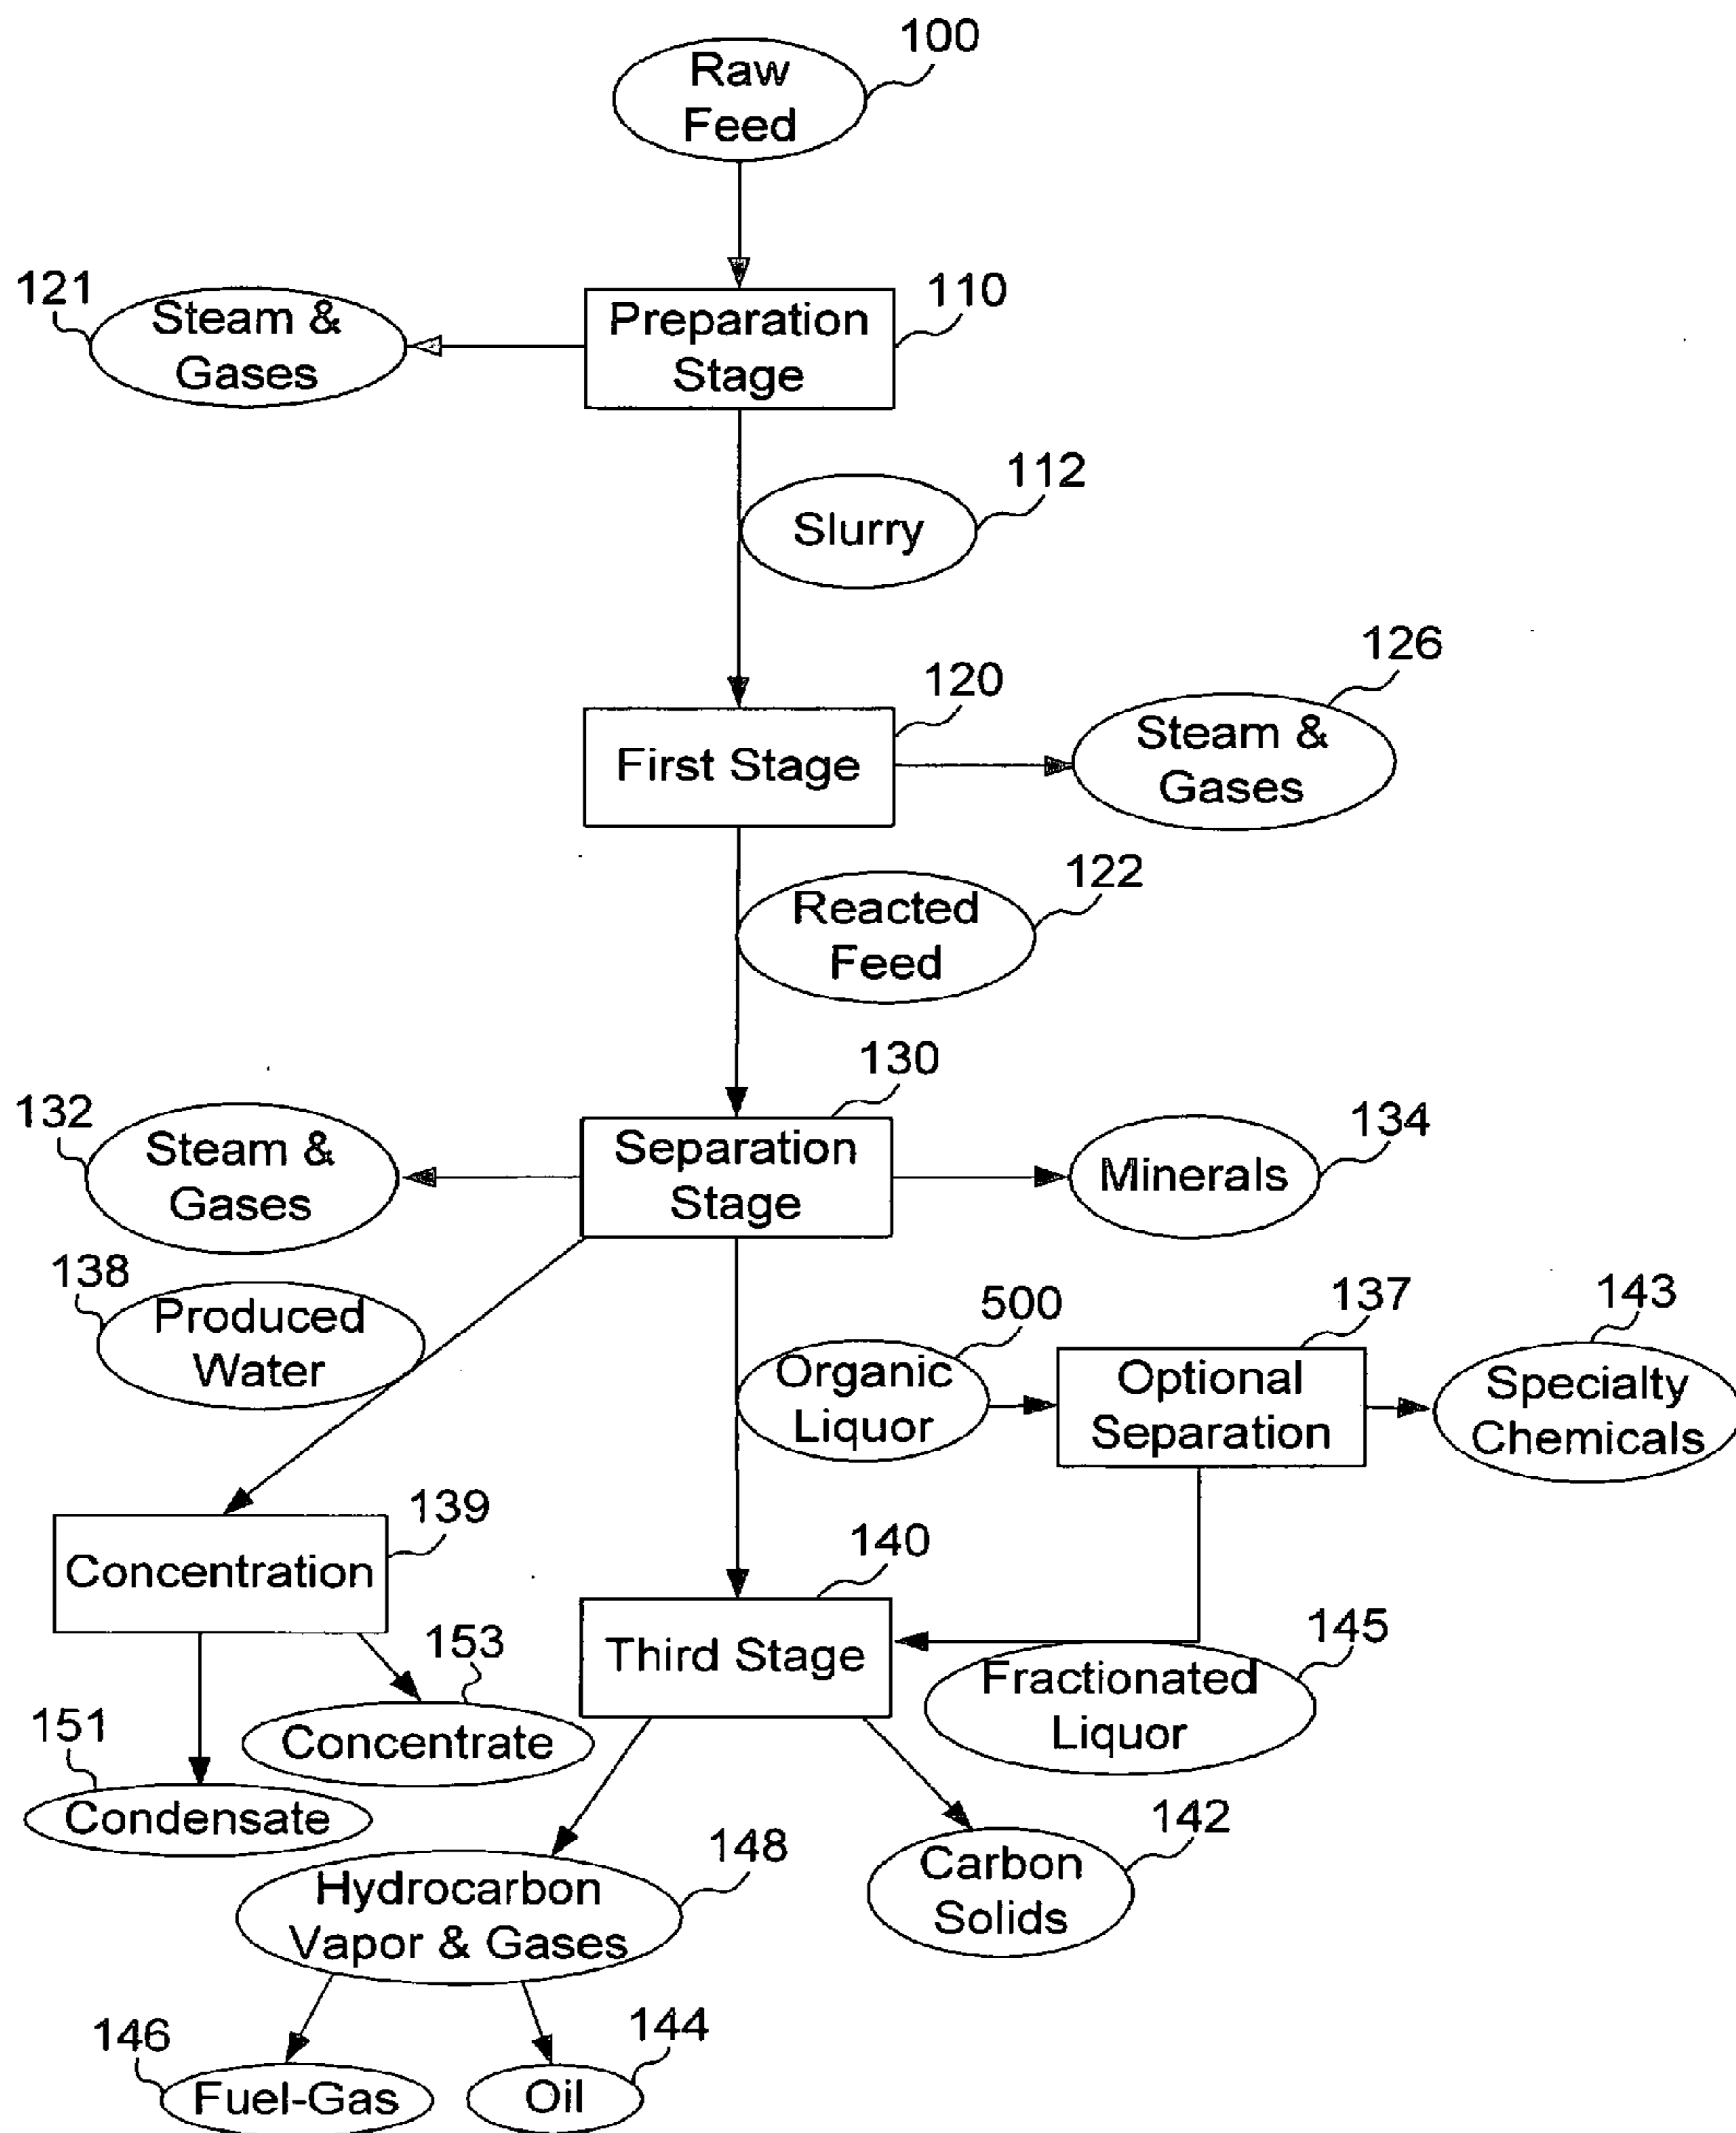 100
Raw
Feed
121
Steam &
Gases
110
Preparation
Stage
112
Slurry
120
First Stage
126
Steam &
Gases
122
Reacted
Feed
130
132
Steam &
Gases
Separation
Stage
134
Minerals
138
Produced
Water
500
Organic
Liquor
137
Optional
Separation
143
Specialty
Chemicals
139
Concentration
140
Third Stage
145
Fractionated
Liquor
153
Concentrate
151
Condensate
148
Hydrocarbon
Vapor & Gases
142
Carbon
Solids
146
Fuel-Gas
144
Oil